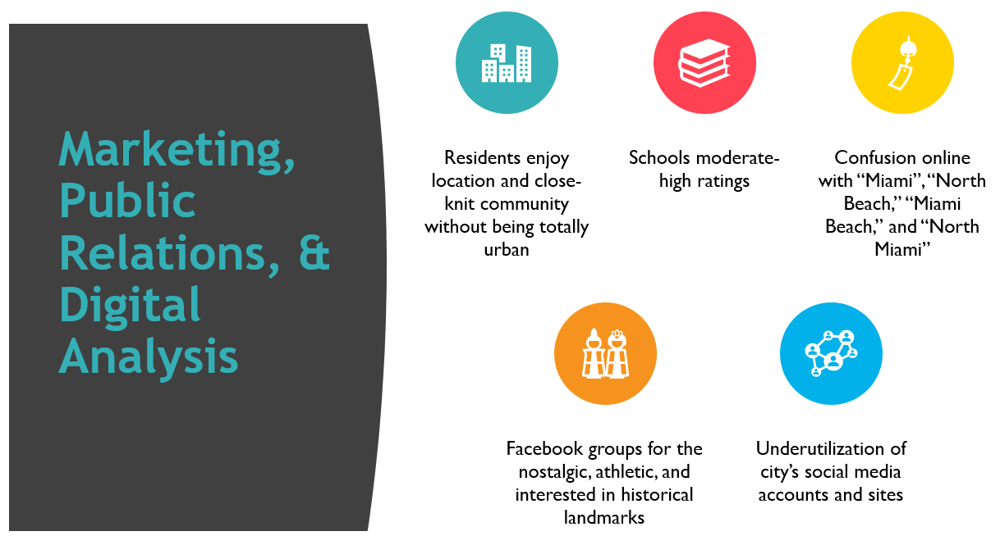 Marketing,
Public
Relations, &
Digital
Analysis
Residents enjoy
location and close-
knit community
without being totally
urban
Schools moderate-
high ratings
Confusion online
with “Miami”, “North
Beach,” “Miami
Beach,” and “North
Miami”
Facebook groups for the
nostalgic, athletic, and
interested in historical
landmarks
Underutilization of
city’s social media
accounts and sites